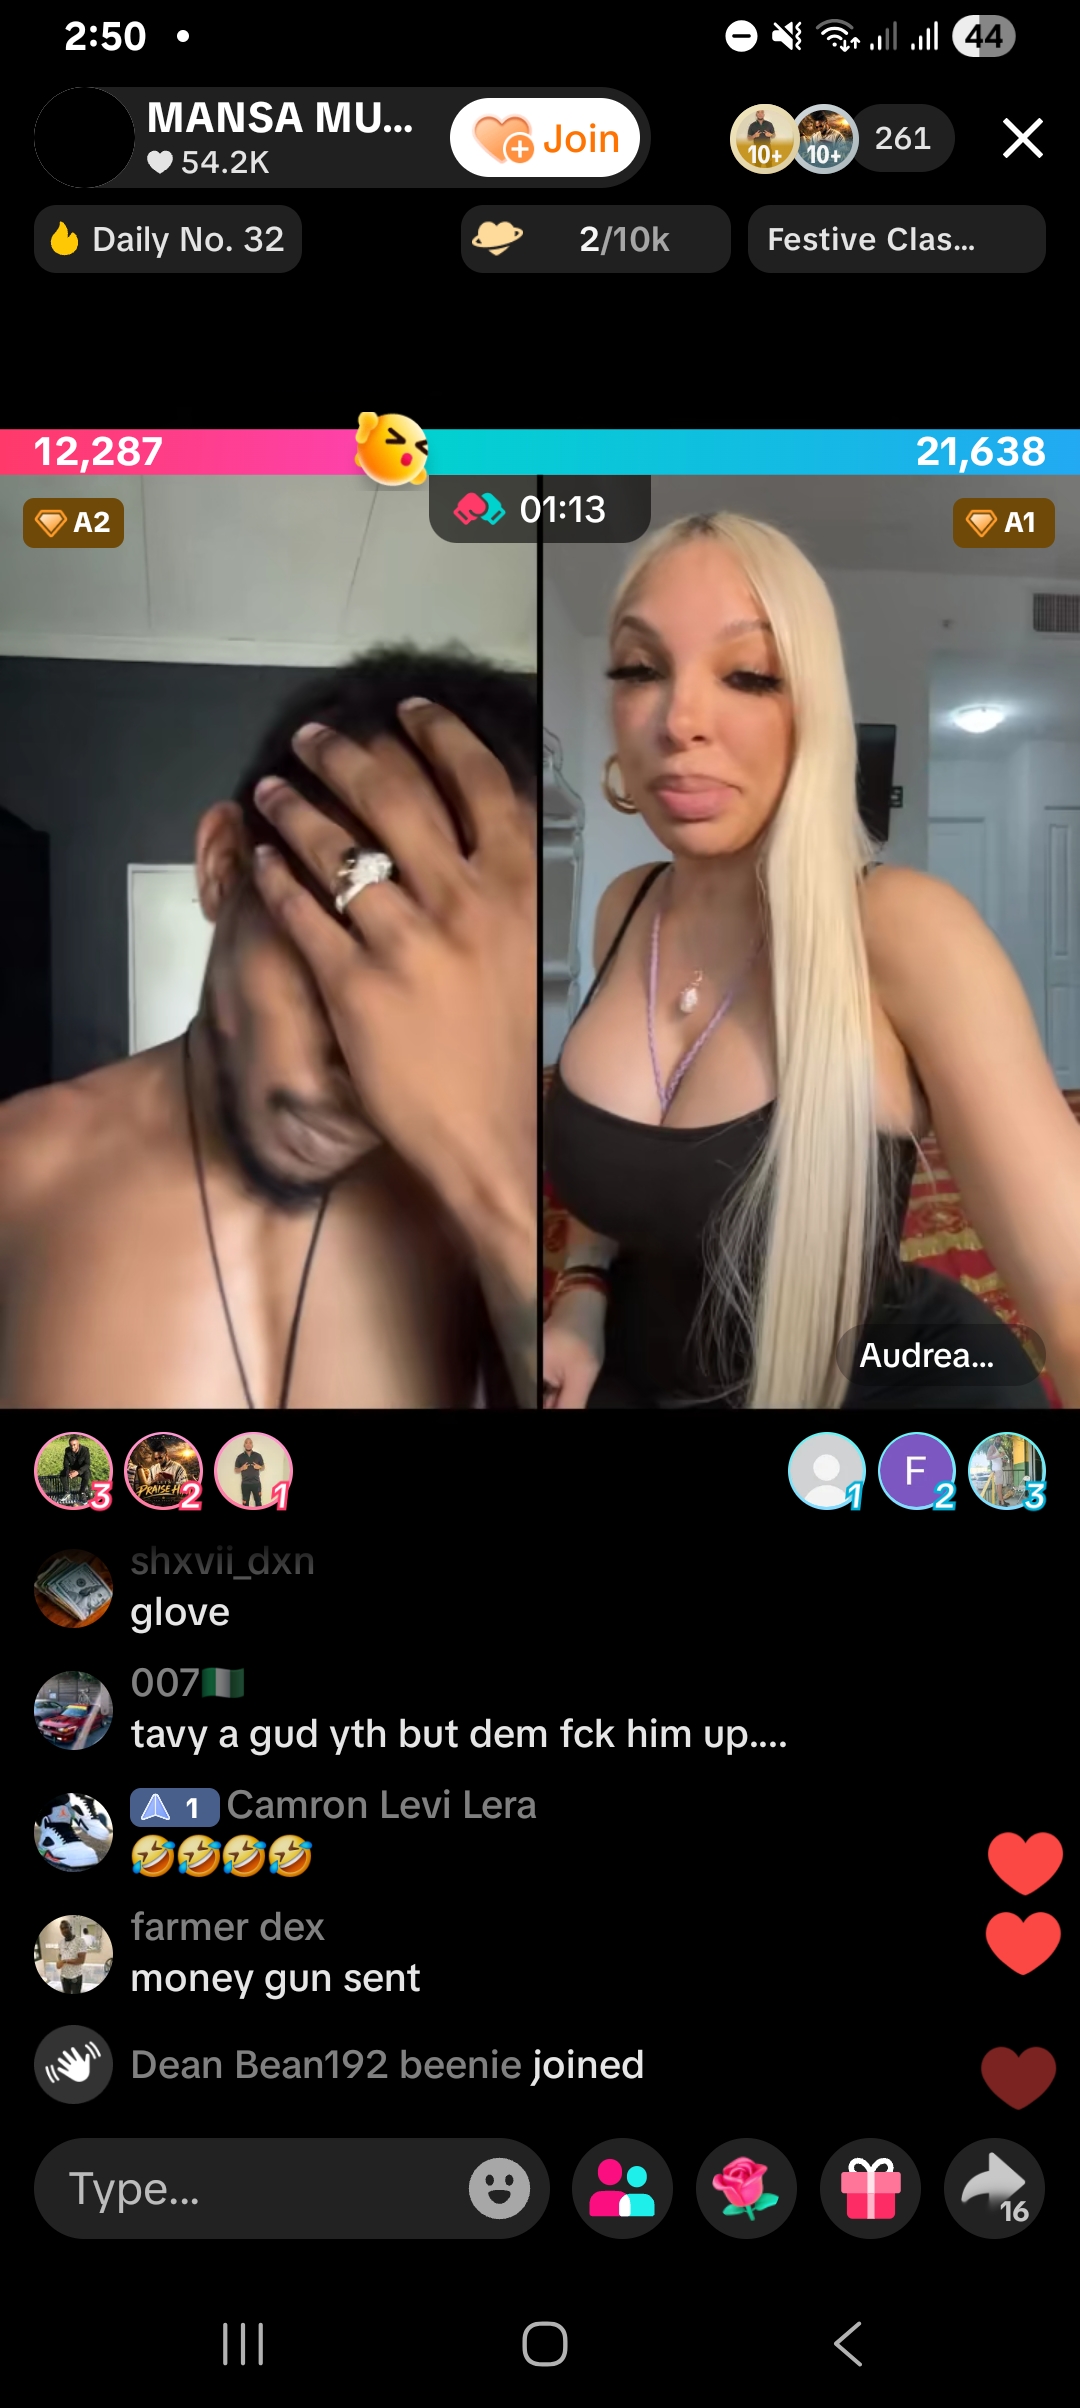 2:50
44
MANSA MU...
54.2K
Join
10+
10+
261
Daily No. 32
2/10k
Festive Clas...
12,287
21,638
A2
01:13
A1
Audrea...
3
PRAISE
2
1
1
F
2
3
shxvii_dxn
glove
007🇳🇬
tavy a gud yth but dem fck him up....
1 Camron Levi Lera
🤣🤣🤣🤣
farmer dex
money gun sent
Dean Bean192 beenie joined
Type...
16